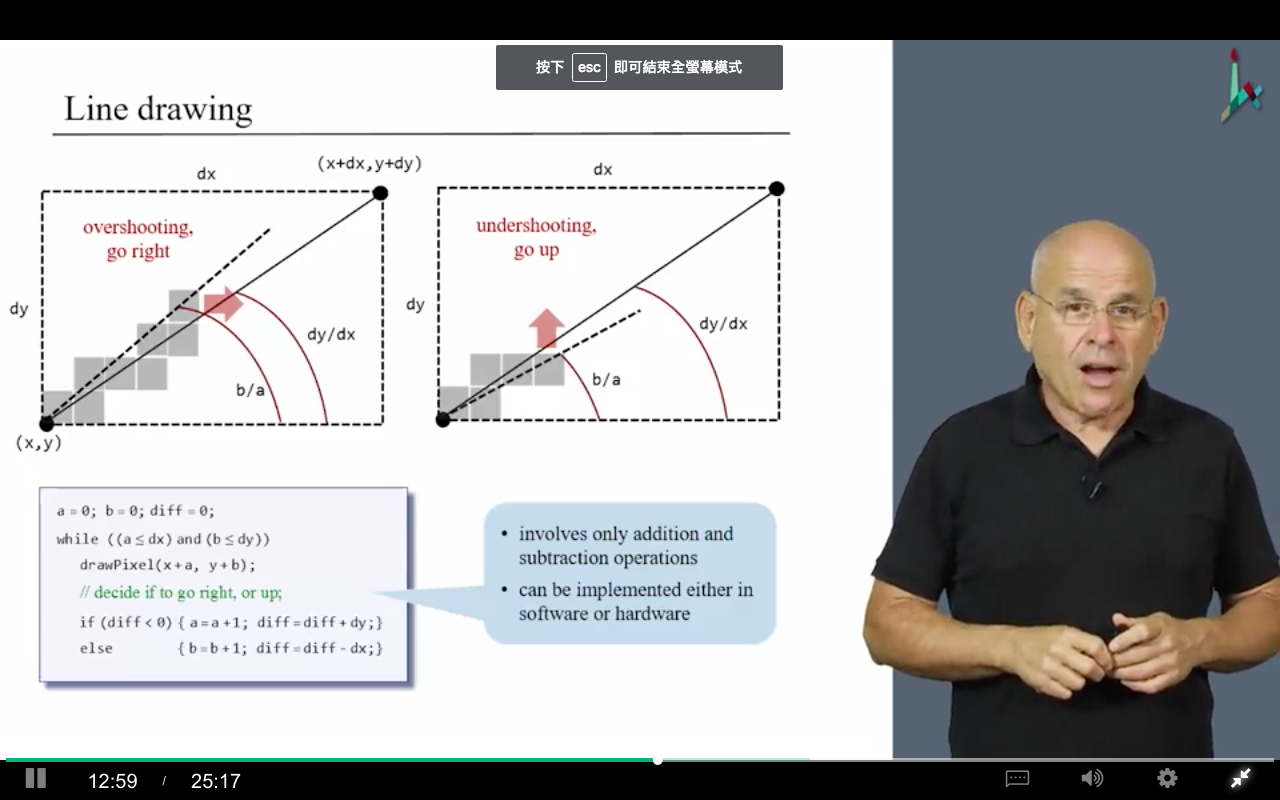 按下 esc 即可結束全螢幕模式
Line drawing
dx
(x+dx,y+dy)
overshooting,
go right
dy
dy/dx
b/a
(x,y)
dx
undershooting,
go up
dy
dy/dx
b/a
a = 0; b = 0; diff = 0;
while ((a ≤ dx) and (b ≤ dy))
drawPixel(x+a, y+b);
// decide if to go right, or up;
if (diff < 0) { a=a+1; diff=diff+dy;}
else { b=b+1; diff=diff-dx;}
• involves only addition and
subtraction operations
• can be implemented either in
software or hardware
12:59 / 25:17